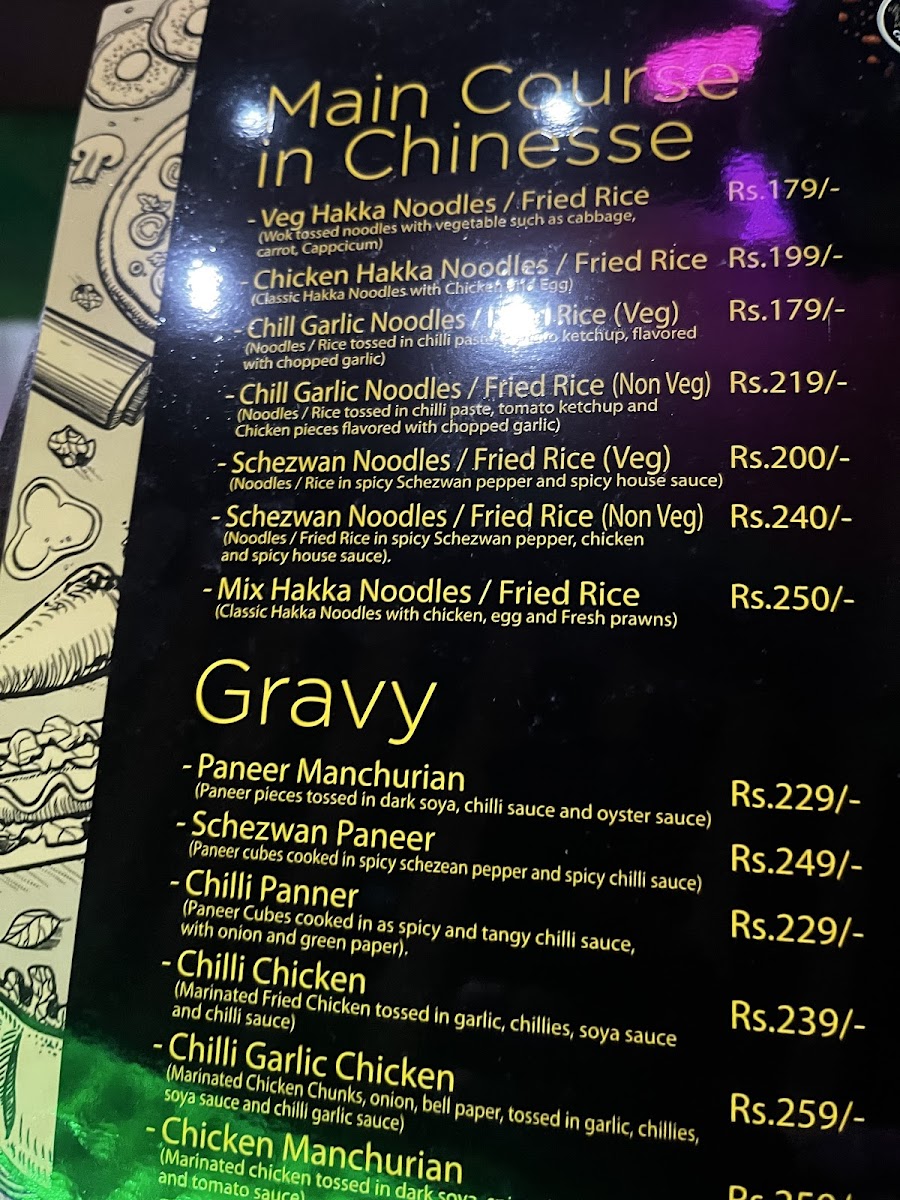 Main Course
in Chinesse
- Veg Hakka Noodles / Fried Rice Rs.179/-
(Wok tossed noodles with vegetable such as cabbage,
carrot, Cappcicum)
- Chicken Hakka Noodles / Fried Rice Rs.199/-
(Classic Hakka Noodles with Chicken and Egg)
- Chill Garlic Noodles / Rice (Veg) Rs.179/-
(Noodles / Rice tossed in chilli ketchup, flavored
with chopped garlic)
- Chill Garlic Noodles / Fried Rice (Non Veg) Rs.219/-
(Noodles / Rice tossed in chilli paste, tomato ketchup and
Chicken pieces flavored with chopped garlic)
- Schezwan Noodles / Fried Rice (Veg) Rs.200/-
(Noodles / Rice in spicy Schezwan pepper and spicy house sauce)
- Schezwan Noodles / Fried Rice (Non Veg) Rs.240/-
(Noodles / Fried Rice in spicy Schezwan pepper, chicken
and spicy house sauce).
- Mix Hakka Noodles / Fried Rice Rs.250/-
(Classic Hakka Noodles with chicken, egg and Fresh prawns)
Gravy
- Paneer Manchurian Rs.229/-
(Paneer pieces tossed in dark soya, chilli sauce and oyster sauce)
- Schezwan Paneer Rs.249/-
(Paneer cubes cooked in spicy schezean pepper and spicy chilli sauce)
- Chilli Panner Rs.229/-
(Paneer Cubes cooked in as spicy and tangy chilli sauce,
with onion and green paper).
- Chilli Chicken Rs.239/-
(Marinated Fried Chicken tossed in garlic, chillies, soya sauce
and chilli sauce)
- Chilli Garlic Chicken Rs.259/-
(Marinated Chicken Chunks, onion, bell paper, tossed in garlic, chillies,
soya sauce and chilli garlic sauce)
- Chicken Manchurian
(Marinated chicken tossed in dark soya,
and tomato sauce)